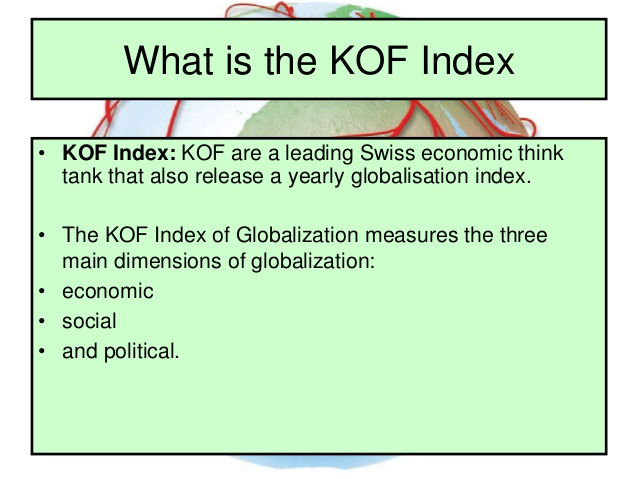 What is the KOF Index
• KOF Index: KOF are a leading Swiss economic think
tank that also release a yearly globalisation index.
• The KOF Index of Globalization measures the three
main dimensions of globalization:
• economic
• social
• and political.